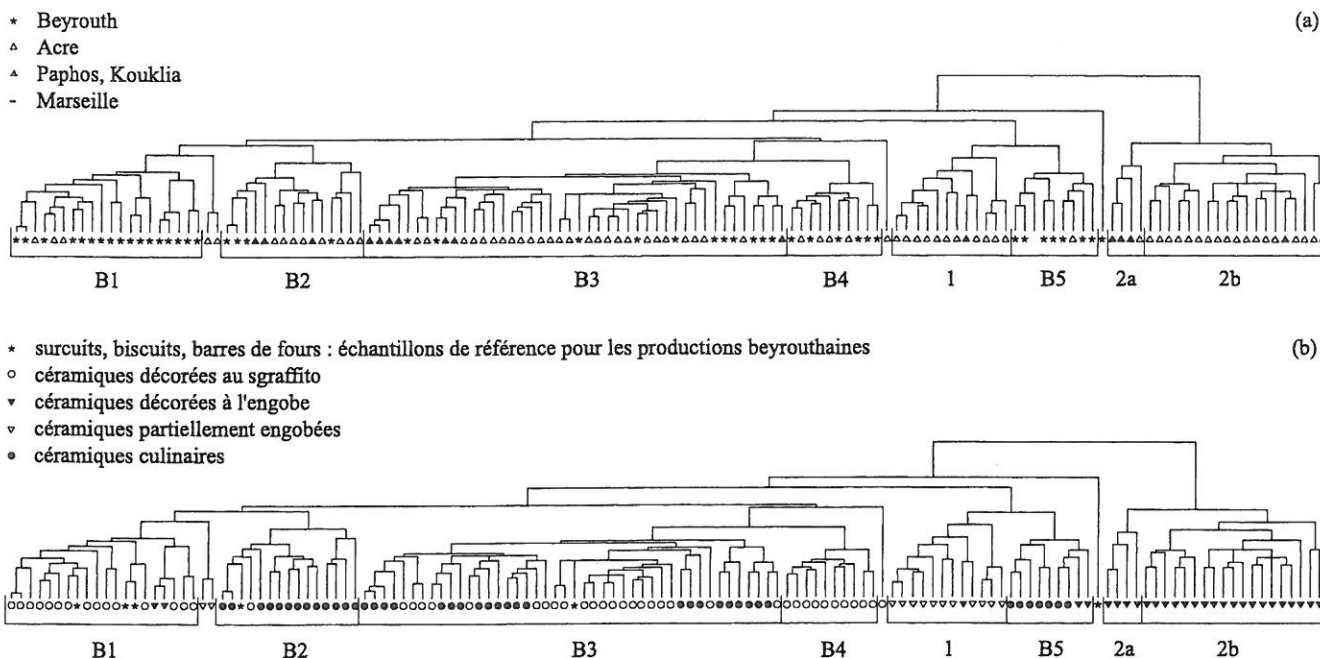 Beyrouth
(a)
Acre
Paphos, Kouklia
Marseille
B1 B2 B3 B4 1 B5 2a 2b
surcuits, biscuits, barres de fours : échantillons de référence pour les productions beyrouthaines
(b)
céramiques décorées au sgraffito
céramiques décorées à l'engobe
céramiques partiellement engobées
céramiques culinaires
B1 B2 B3 B4 1 B5 2a 2b